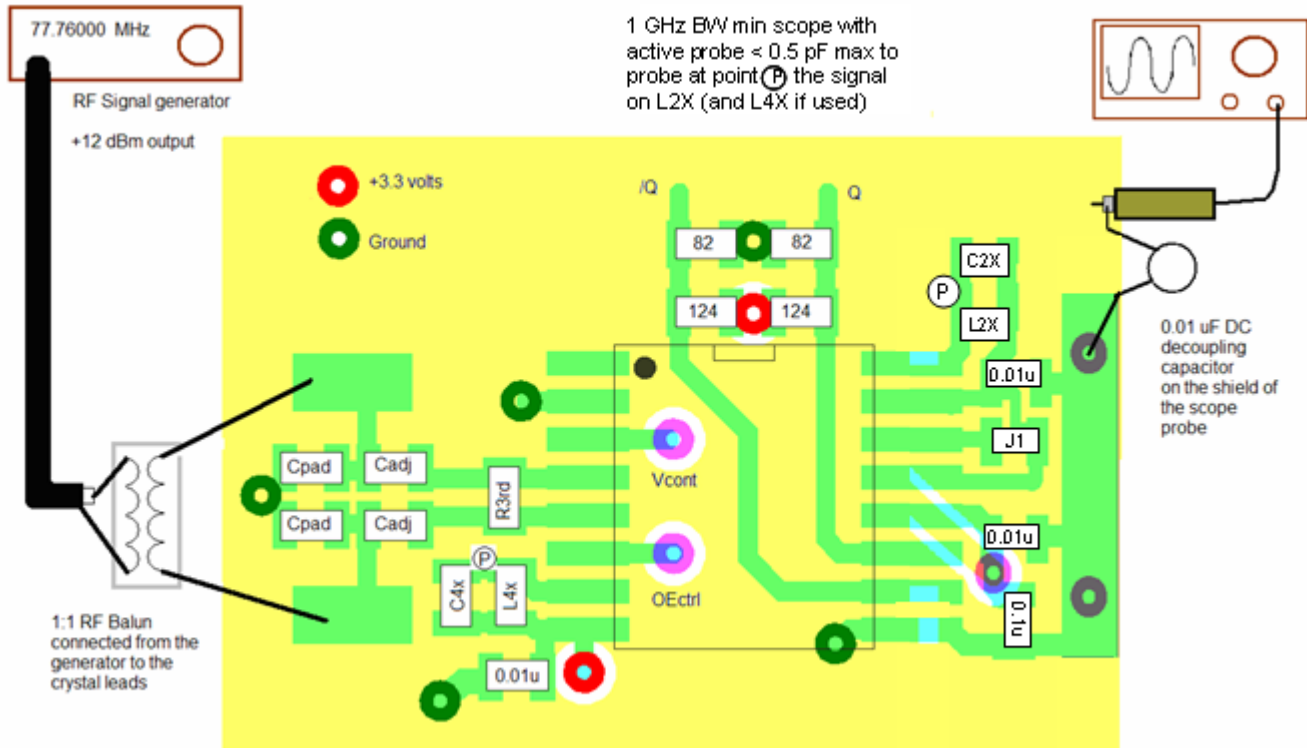 77.76000 MHz
RF Signal generator
+12 dBm output
1 GHz BW min scope with
active probe < 0.5 pF max to
probe at point P the signal
on L2X (and L4X if used)
+3.3 volts
Ground
/Q
Q
82
82
124
124
C2X
P
L2X
0.01u
J1
0.01u
0.1u
0.01 uF DC
decoupling
capacitor
on the shield of
the scope
probe
Cpad
Cadj
Cpad
Cadj
R3rd
Vcont
OEctrl
P
C4x
L4x
0.01u
1:1 RF Balun
connected from the
generator to the
crystal leads